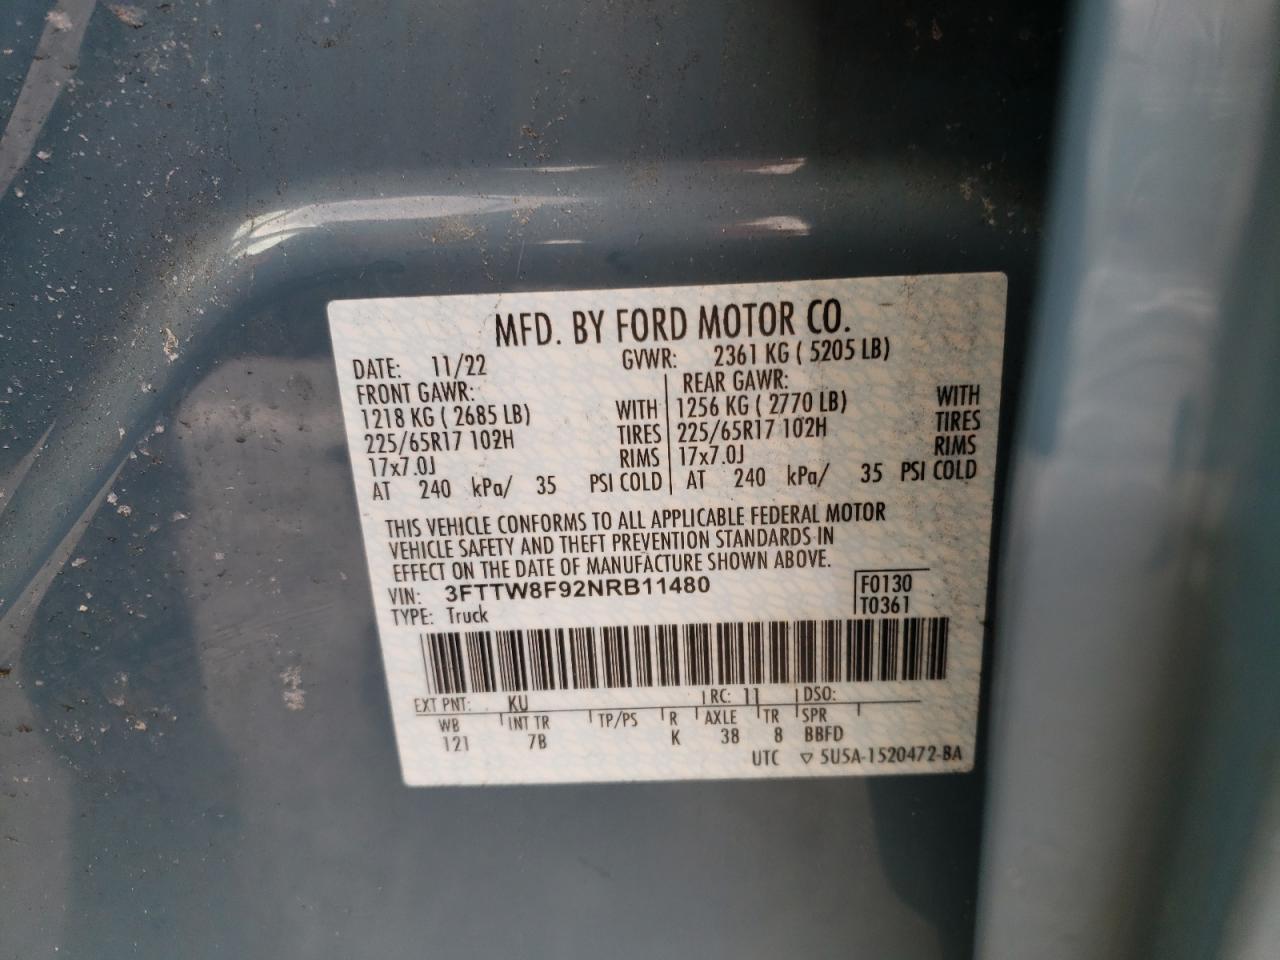 MFD. BY FORD MOTOR CO.
DATE: 11/22 GVWR: 2361 KG ( 5205 LB)
FRONT GAWR: REAR GAWR:
1218 KG ( 2685 LB) WITH 1256 KG ( 2770 LB) WITH
225/65R17 102H TIRES 225/65R17 102H TIRES
17x7.0J RIMS 17x7.0J RIMS
AT 240 kPa/ 35 PSI COLD AT 240 kPa/ 35 PSI COLD
THIS VEHICLE CONFORMS TO ALL APPLICABLE FEDERAL MOTOR
VEHICLE SAFETY AND THEFT PREVENTION STANDARDS IN
EFFECT ON THE DATE OF MANUFACTURE SHOWN ABOVE.
VIN: 3FTTW8F92NRB11480 F0130
TYPE: Truck T0361
EXT PNT: KU RC: 11 DSO:
WB INT TR TP/PS R AXLE TR SPR
121 7B K 38 8 BBFD
UTC ▽ 5U5A-1520472-BA